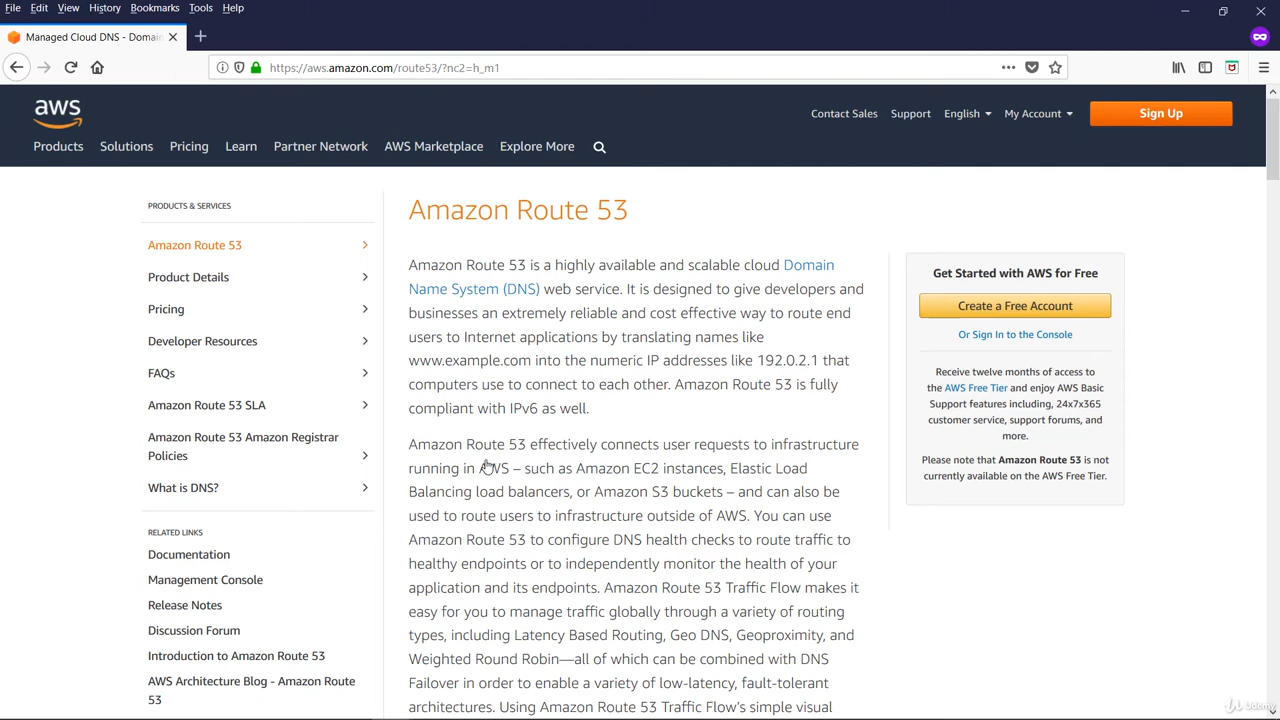 File Edit View History Bookmarks Tools Help
Managed Cloud DNS - Domai
https://aws.amazon.com/route53/?nc2=h_m1
aws
Contact Sales Support English My Account Sign Up
Products Solutions Pricing Learn Partner Network AWS Marketplace Explore More
PRODUCTS & SERVICES
Amazon Route 53
Product Details
Pricing
Developer Resources
FAQs
Amazon Route 53 SLA
Amazon Route 53 Amazon Registrar
Policies
What is DNS?
RELATED LINKS
Documentation
Management Console
Release Notes
Discussion Forum
Introduction to Amazon Route 53
AWS Architecture Blog - Amazon Route
53
Amazon Route 53
Amazon Route 53 is a highly available and scalable cloud Domain
Name System (DNS) web service. It is designed to give developers and
businesses an extremely reliable and cost effective way to route end
users to Internet applications by translating names like
www.example.com into the numeric IP addresses like 192.0.2.1 that
computers use to connect to each other. Amazon Route 53 is fully
compliant with IPv6 as well.
Amazon Route 53 effectively connects user requests to infrastructure
running in AWS – such as Amazon EC2 instances, Elastic Load
Balancing load balancers, or Amazon S3 buckets – and can also be
used to route users to infrastructure outside of AWS. You can use
Amazon Route 53 to configure DNS health checks to route traffic to
healthy endpoints or to independently monitor the health of your
application and its endpoints. Amazon Route 53 Traffic Flow makes it
easy for you to manage traffic globally through a variety of routing
types, including Latency Based Routing, Geo DNS, Geoproximity, and
Weighted Round Robin—all of which can be combined with DNS
Failover in order to enable a variety of low-latency, fault-tolerant
architectures. Using Amazon Route 53 Traffic Flow's simple visual
Get Started with AWS for Free
Create a Free Account
Or Sign In to the Console
Receive twelve months of access to
the AWS Free Tier and enjoy AWS Basic
Support features including, 24x7x365
customer service, support forums, and
more.
Please note that Amazon Route 53 is not
currently available on the AWS Free Tier.
Udemy